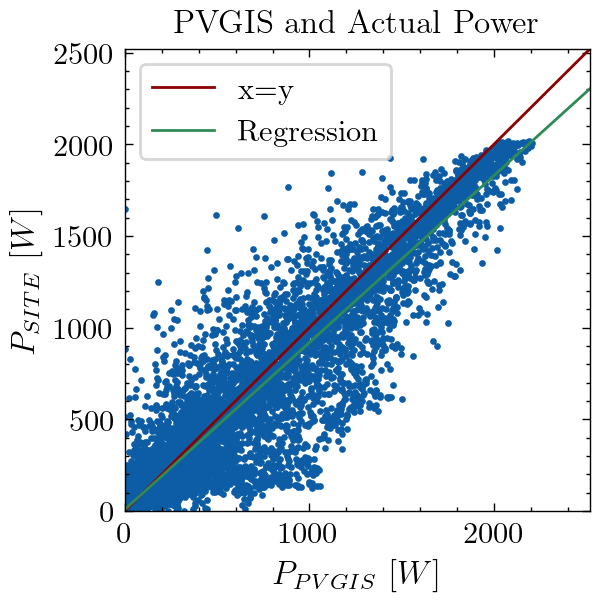 PVGIS and Actual Power
2500
x=y
Regression
2000
1500
1000
500
0
P_SITE [W]
0
1000
2000
P_PVGIS [W]